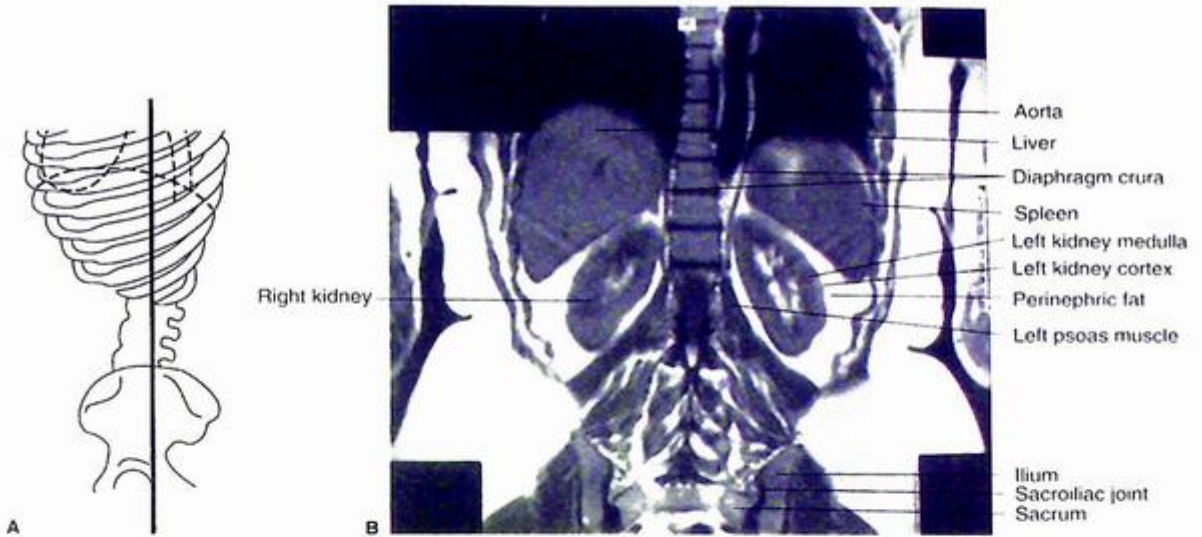 Aorta
Liver
Diaphragm crura
Spleen
Left kidney medulla
Left kidney cortex
Right kidney
Perinephric fat
Left psoas muscle
Ilium
Sacroiliac joint
Sacrum
A
B